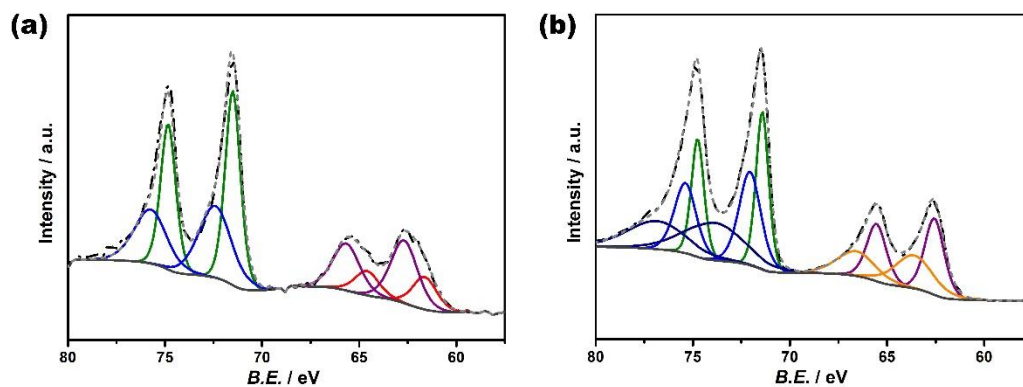 (a)
Intensity / a.u.
80 75 70 65 60
B.E. / eV
(b)
Intensity / a.u.
80 75 70 65 60
B.E. / eV